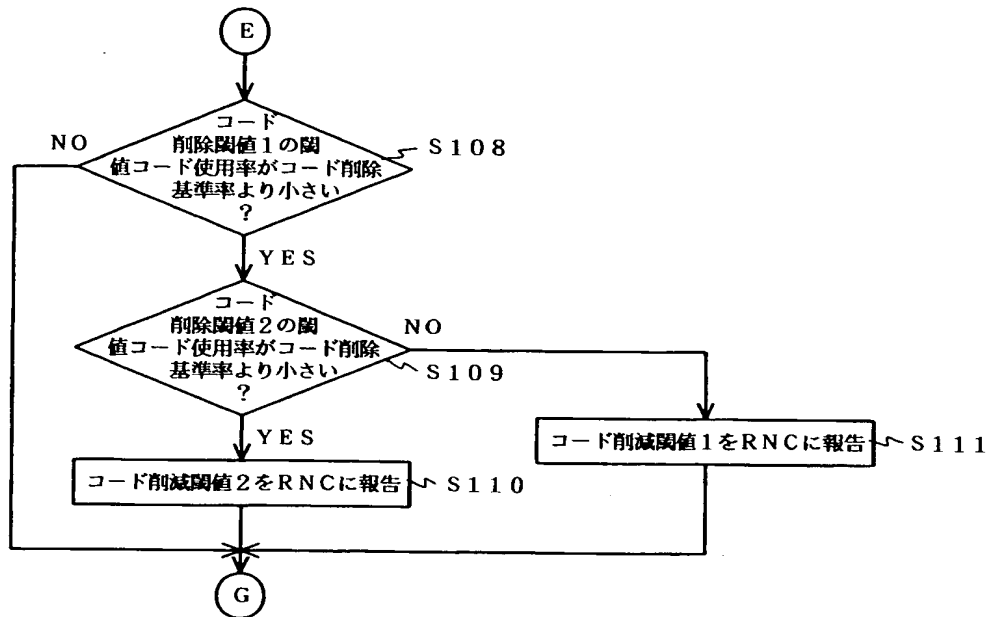 E
コード
削除閾値1の閾
値コード使用率がコード削除
基準率より小さい
?
NO
S108
YES
コード
削除閾値2の閾
値コード使用率がコード削除
基準率より小さい
?
NO
S109
YES
コード削減閾値1をRNCに報告
S111
コード削減閾値2をRNCに報告
S110
G